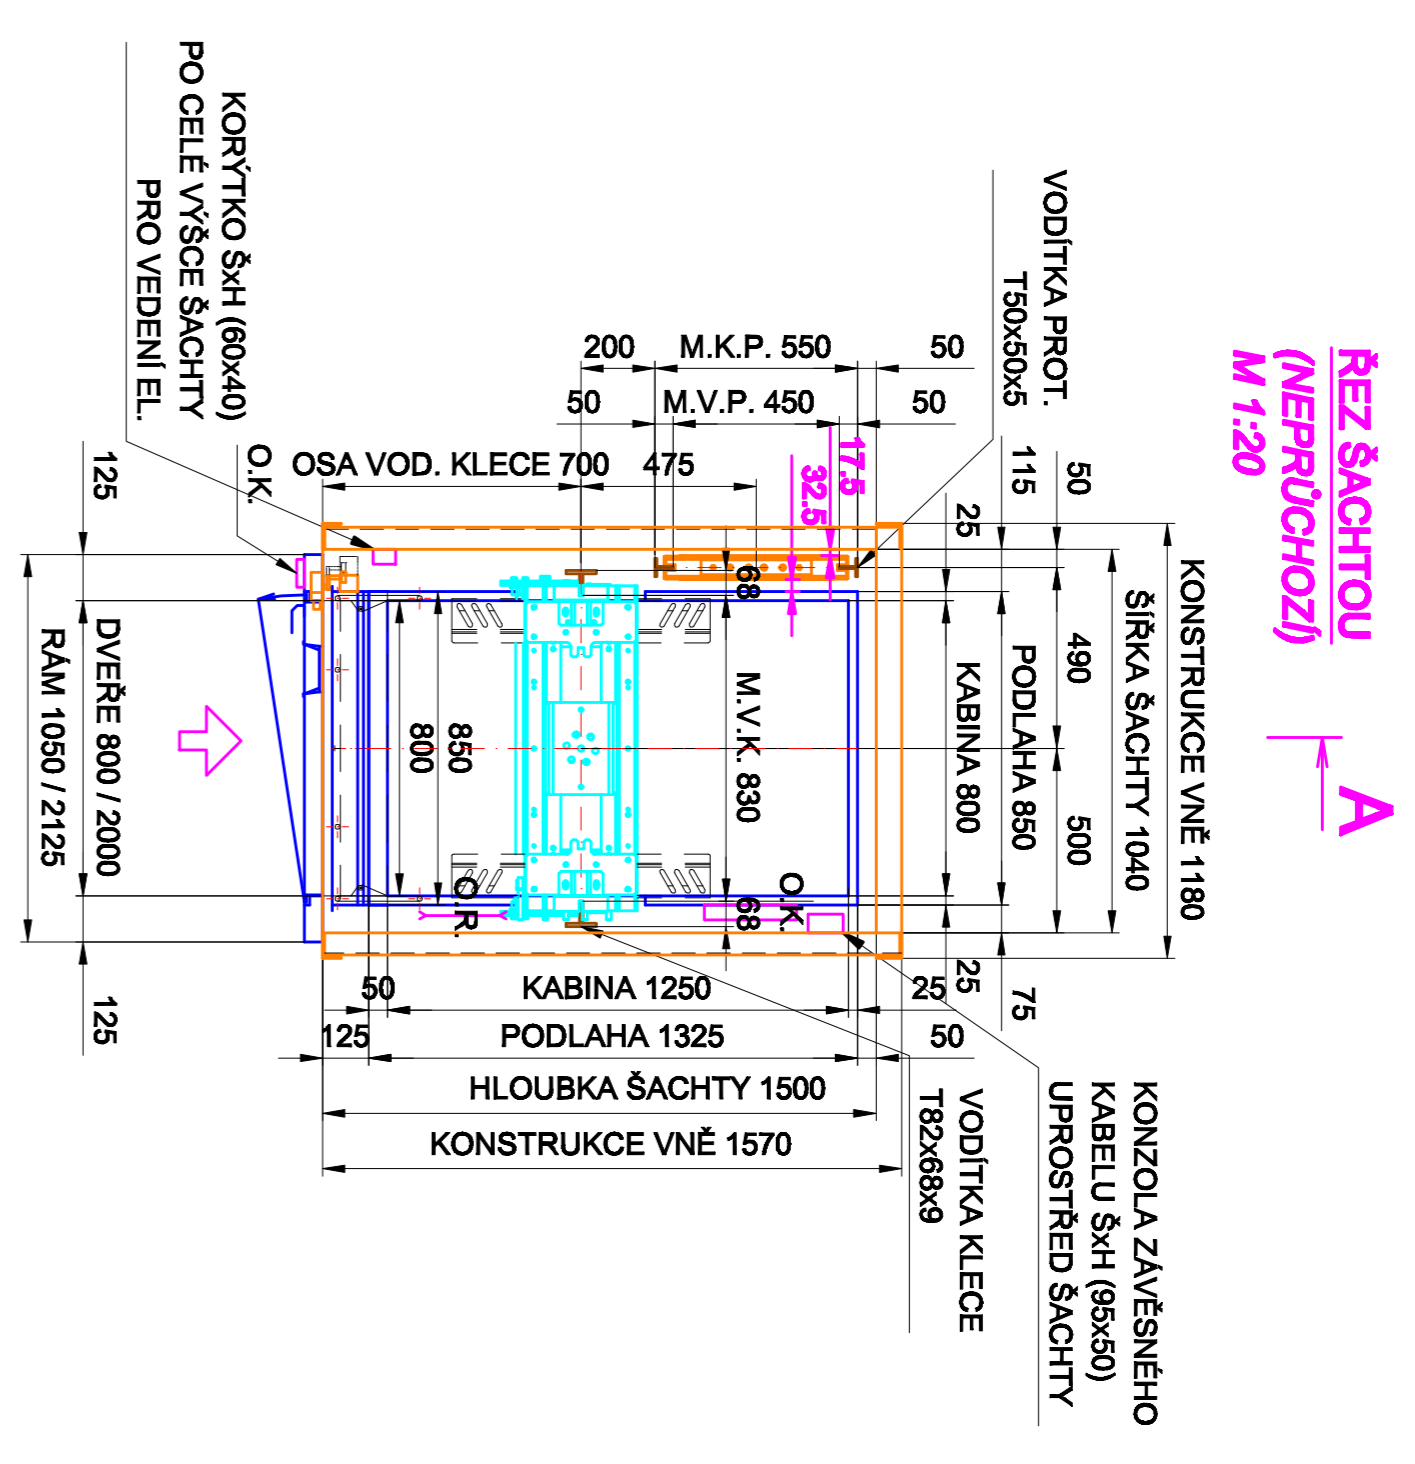 ŘEZ ŠACHTOU
(NEPRŮCHOZÍ)
M 1:20
A
KONSTRUKCE VNĚ 1180
ŠÍŘKA ŠACHTY 1040
50
490
500
115
PODLAHA 850
75
25
KABINA 800
25
VODÍTKA PROT.
T50x50x5
KONZOLA ZÁVĚSNÉHO
KABELU ŠxH (95x50)
UPROSTŘED ŠACHTY
VODÍTKA KLECE
T82x68x9
200
M.K.P. 550
50
50
M.V.P. 450
50
17.5
32.5
OSA VOD. KLECE 700
475
68
M.V.K. 830
68
O.K.
O.R.
850
800
O.K.
KORÝTKO ŠxH (60x40)
PO CELÉ VÝŠCE ŠACHTY
PRO VEDENÍ EL.
125
DVEŘE 800 / 2000
125
RÁM 1050 / 2125
50
KABINA 1250
25
125
PODLAHA 1325
50
HLOUBKA ŠACHTY 1500
KONSTRUKCE VNĚ 1570